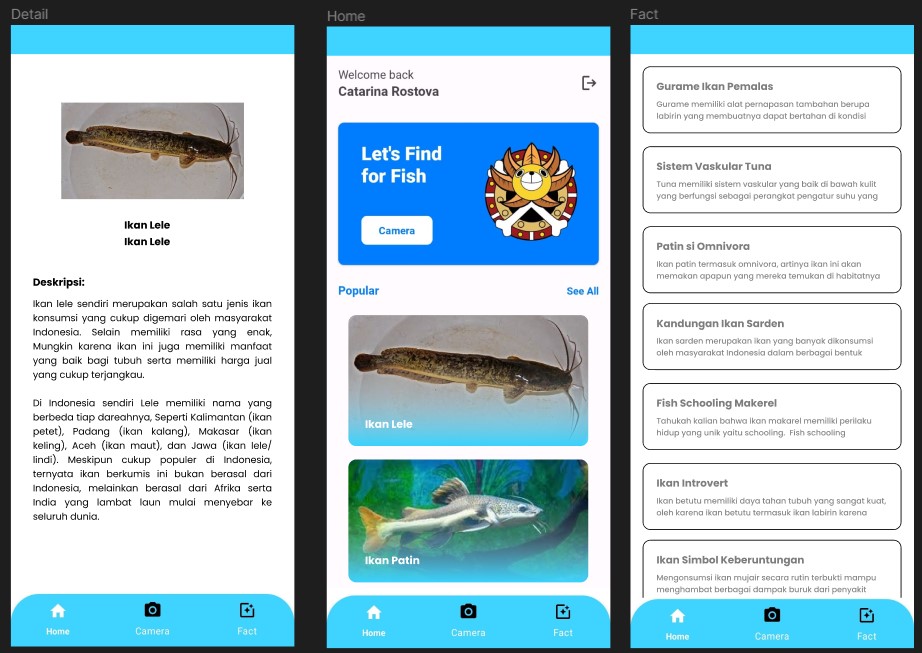 Detail
Ikan Lele
Ikan Lele
Deskripsi:
Ikan lele sendiri merupakan salah satu jenis ikan
konsumsi yang cukup digemari oleh masyarakat
Indonesia. Selain memiliki rasa yang enak,
Mungkin karena ikan ini juga memiliki manfaat
yang baik bagi tubuh serta memiliki harga jual
yang cukup terjangkau.
Di Indonesia sendiri Lele memiliki nama yang
berbeda tiap dareahnya, Seperti Kalimantan (ikan
petet), Padang (ikan kalang), Makasar (ikan
keling), Aceh (ikan maut), dan Jawa (ikan lele/
lindi). Meskipun cukup populer di Indonesia,
ternyata ikan berkumis ini bukan berasal dari
Indonesia, melainkan berasal dari Afrika serta
India yang lambat laun mulai menyebar ke
seluruh dunia.
Home
Camera
Fact
Home
Welcome back
Catarina Rostova
Let's Find
for Fish
Camera
Popular
See All
Ikan Lele
Ikan Patin
Home
Camera
Fact
Fact
Gurame Ikan Pemalas
Gurame memiliki alat pernapasan tambahan berupa
labirin yang membuatnya dapat bertahan di kondisi
Sistem Vaskular Tuna
Tuna memiliki sistem vaskular yang baik di bawah kulit
yang berfungsi sebagai perangkat pengatur suhu yang
Patin si Omnivora
Ikan patin termasuk omnivora, artinya ikan ini akan
memakan apapun yang mereka temukan di habitatnya
Kandungan Ikan Sarden
Ikan sarden merupakan ikan yang banyak dikonsumsi
oleh masyarakat Indonesia dalam berbagai bentuk
Fish Schooling Makerel
Tahukah kalian bahwa ikan makarel memiliki perilaku
hidup yang unik yaitu schooling. Fish schooling
Ikan Introvert
Ikan betutu memiliki daya tahan tubuh yang sangat kuat,
oleh karena ikan betutu termasuk ikan labirin karena
Ikan Simbol Keberuntungan
Mengonsumsi ikan mujair secara rutin terbukti mampu
menghambat berbagai dampak buruk dari penyakit
Home
Camera
Fact